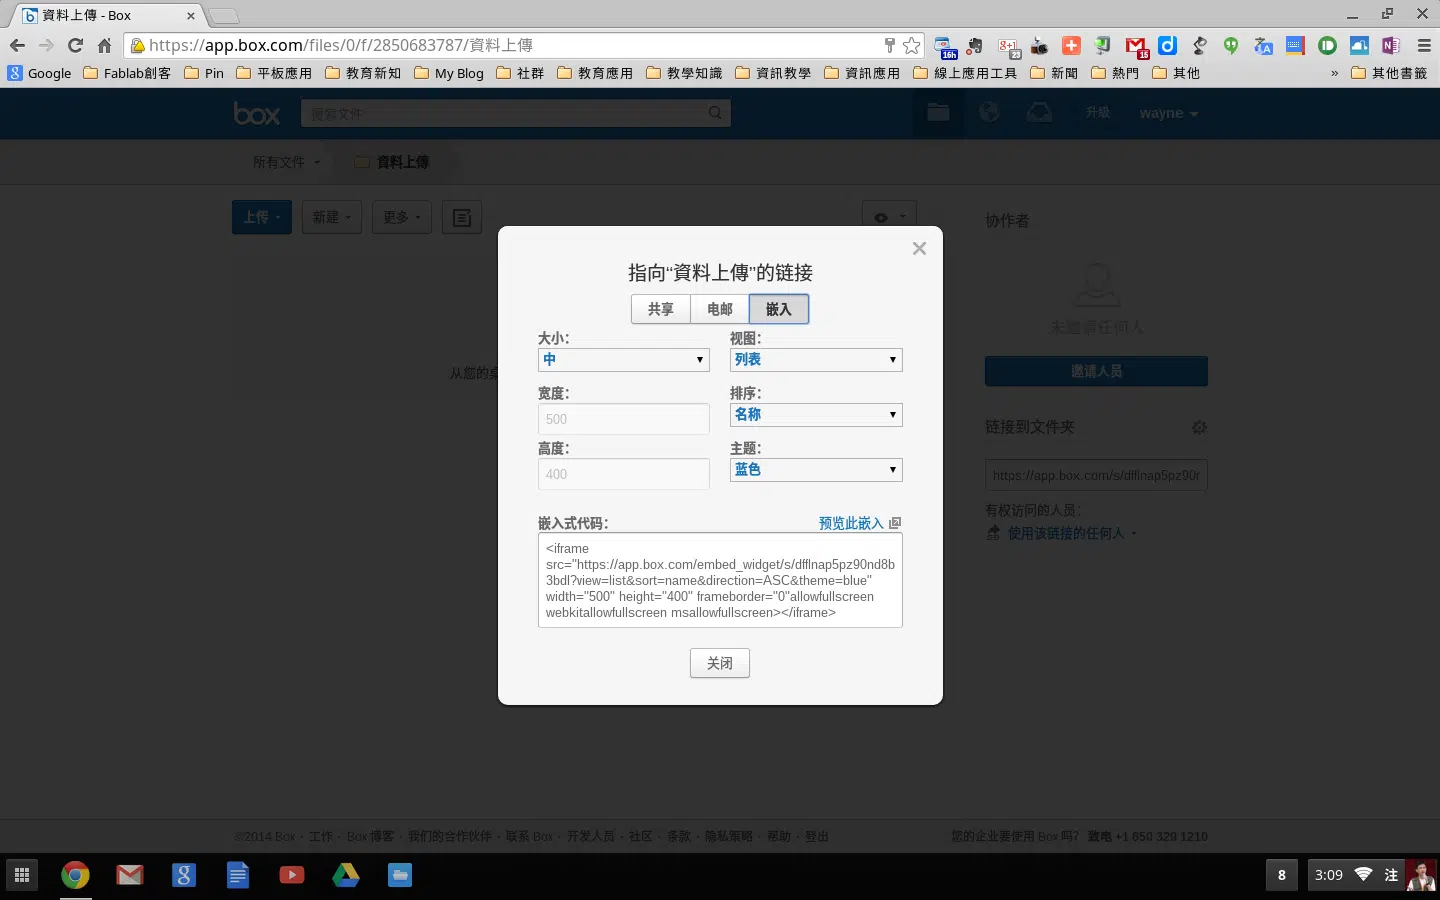 資料上傳 - Box
https://app.box.com/files/0/f/2850683787/資料上傳
16h
g+1
23
15
Google Fablab創客 Pin 平板應用 教育新知 My Blog 社群 教育應用 教學知識 資訊教學 資訊應用 線上應用工具 新聞 熱門 其他 » 其他書籤
box 搜索文件 升級 wayne
所有文件 資料上傳
上传 新建 更多
协作者
未邀请任何人
邀请人员
从您的桌
链接到文件夹
https://app.box.com/s/dfflnap5pz90r
有权访问的人员：
使用该链接的任何人
指向“資料上傳”的链接
共享 电邮 嵌入
大小： 视图：
中 列表
宽度： 排序：
500 名称
高度： 主题：
400 蓝色
嵌入式代码： 预览此嵌入
<iframe
src="https://app.box.com/embed_widget/s/dfflnap5pz90nd8b
3bdl?view=list&sort=name&direction=ASC&theme=blue"
width="500" height="400" frameborder="0"allowfullscreen
webkitallowfullscreen msallowfullscreen></iframe>
关闭
©2014 Box · 工作 · Box 博客 · 我们的合作伙伴 · 联系 Box · 开发人员 · 社区 · 条款 · 隐私策略 · 帮助 · 登出
您的企业要使用 Box 吗？ 致电 +1 650 329 1210
8 3:09 注